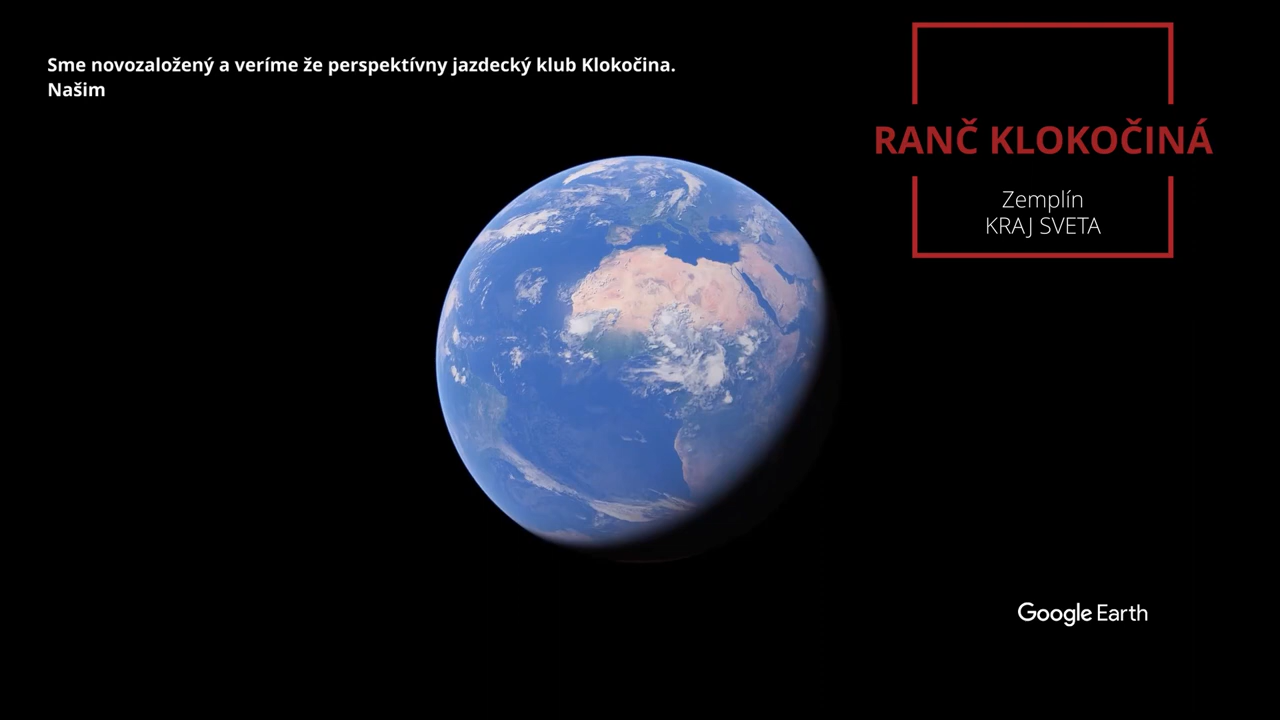 Sme novozaložený a veríme že perspektívny jazdecký klub Klokočina.
Našim
RANČ KLOKOČINÁ
Zemplín
KRAJ SVETA
Google Earth